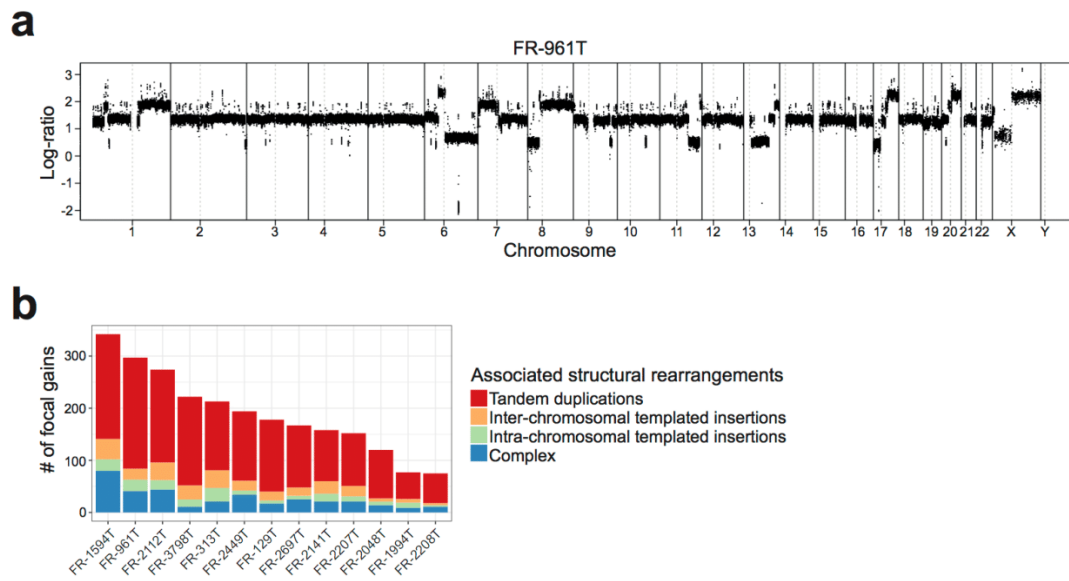 a
FR-961T
3
2
1
0
-1
-2
Log-ratio
1 2 3 4 5 6 7 8 9 10 11 12 13 14 15 16 17 18 19 20 21 22 X Y
Chromosome
b
300
200
100
0
# of focal gains
FR-1594T
FR-961T
FR-2112T
FR-3798T
FR-313T
FR-2449T
FR-129T
FR-2697T
FR-2141T
FR-2207T
FR-2048T
FR-1994T
FR-2208T
Associated structural rearrangements
Tandem duplications
Inter-chromosomal templated insertions
Intra-chromosomal templated insertions
Complex